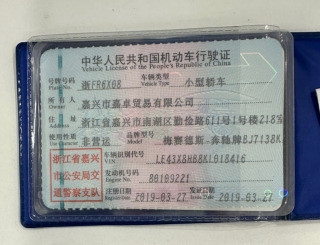 中华人民共和国机动车行驶证
Vehicle License of the People's Republic of China
号牌号码 浙FR6X08 车辆类型 小型轿车
Plate No. Vehicle Type
所有人 嘉兴市嘉卓贸易有限公司
Owner
住址 浙江省嘉兴市南湖区勤俭路611号1号楼218室
Address
使用性质 非营运 品牌型号 梅赛德斯-奔驰牌BJ7138K
Use Character Model
浙江省嘉兴 车辆识别代号 LE43X8HB8KL018416
VIN
市公安局交 发动机号码 80109221
Engine No.
通警察支队 注册日期 2019-03-27 发证日期 2019-03-27
Register Date Issue Date